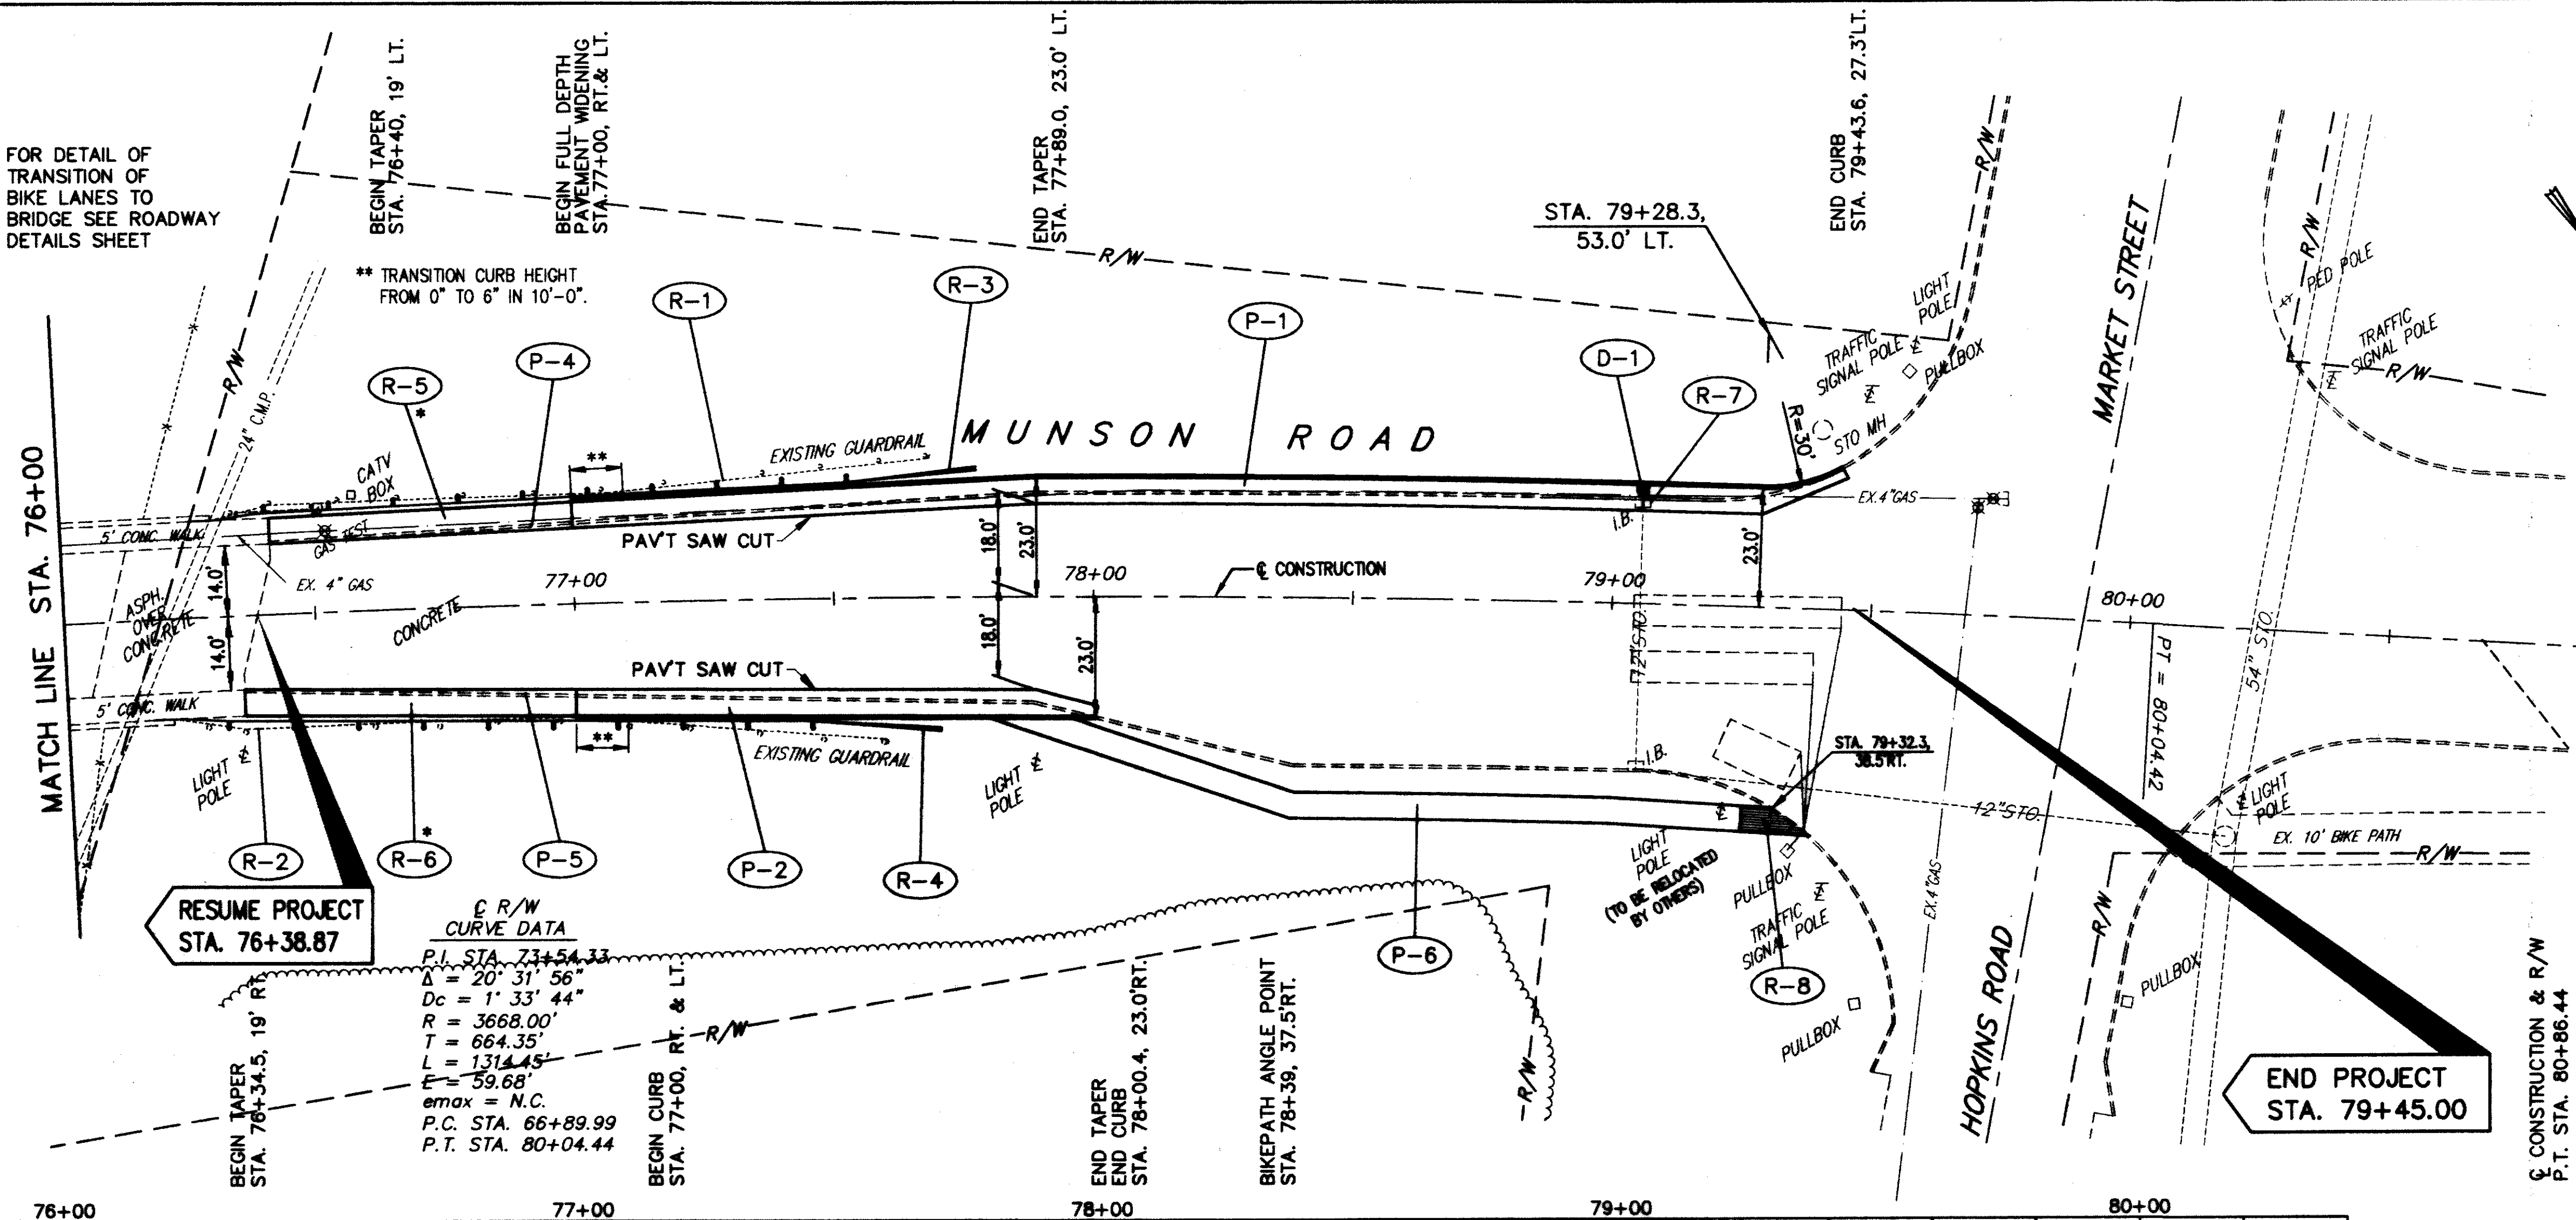 FOR DETAIL OF
TRANSITION OF
BIKE LANES TO
BRIDGE SEE ROADWAY
DETAILS SHEET
BEGIN TAPER
STA. 76+40, 19' LT.
BEGIN FULL DEPTH
PAVEMENT WIDENING
STA.77+00, RT.& LT.
END TAPER
STA. 77+89.0, 23.0' LT.
END CURB
STA. 79+43.6, 27.3'LT.
STA. 79+28.3,
53.0' LT.
** TRANSITION CURB HEIGHT
FROM 0" TO 6" IN 10'-0".
R/W
R/W
R/W
R/W
R/W
24" C.M.P.
R-5
*
P-4
R-1
R-3
P-1
D-1
R-7
LIGHT
POLE
TRAFFIC
SIGNAL POLE
PULLBOX
STO MH
R=30'
MARKET STREET
PED POLE
TRAFFIC
SIGNAL POLE
MUNSON ROAD
CATV
BOX
**
EXISTING GUARDRAIL
MATCH LINE STA. 76+00
5' CONC. WALK
GAS TEST
EX. 4" GAS
PAV'T SAW CUT
18.0'
23.0'
I.B.
23.0'
EX.4"GAS
14.0'
14.0'
ASPH.
OVER
CONCRETE
CONCRETE
77+00
78+00
℄ CONSTRUCTION
79+00
80+00
18.0'
23.0'
12"STO.
PT = 80+04.42
54" STO.
5' CONC. WALK
PAV'T SAW CUT
**
EXISTING GUARDRAIL
LIGHT
POLE
LIGHT
POLE
I.B.
STA. 79+32.3,
38.5'RT.
12"STO.
LIGHT
POLE
EX. 10' BIKE PATH
R/W
R-2
R-6
*
P-5
P-2
R-4
P-6
R-8
LIGHT
POLE
(TO BE RELOCATED
BY OTHERS)
PULLBOX
TRAFFIC
SIGNAL POLE
PULLBOX
EX.4"GAS
HOPKINS ROAD
R/W
PULLBOX
RESUME PROJECT
STA. 76+38.87
℄ R/W
CURVE DATA
P.I. STA. 73+54.33
Δ = 20° 31' 56"
Dc = 1° 33' 44"
R = 3668.00'
T = 664.35'
L = 1314.45'
E = 59.68'
emax = N.C.
P.C. STA. 66+89.99
P.T. STA. 80+04.44
R/W
R/W
BEGIN TAPER
STA. 76+34.5, 19' RT.
BEGIN CURB
STA. 77+00, RT. & LT.
END TAPER
END CURB
STA. 78+00.4, 23.0'RT.
BIKEPATH ANGLE POINT
STA. 78+39, 37.5'RT.
END PROJECT
STA. 79+45.00
℄ CONSTRUCTION & R/W
P.T. STA. 80+86.44
76+00
77+00
78+00
79+00
80+00